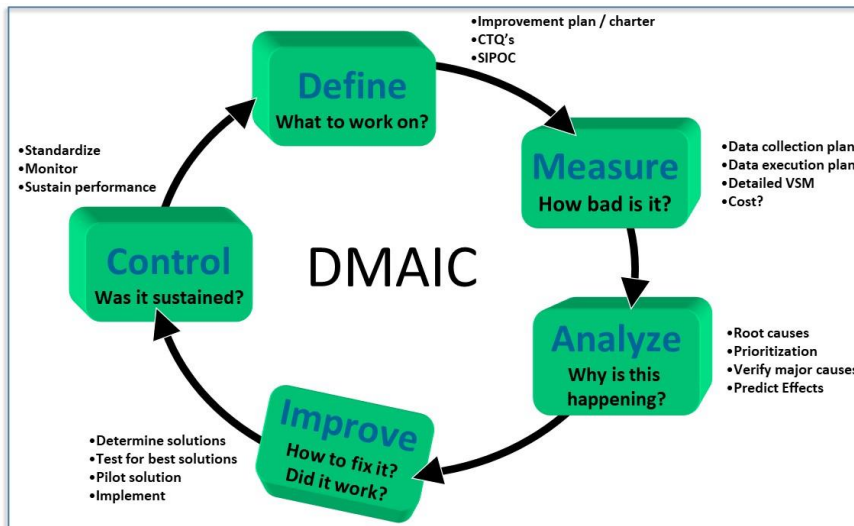 •Improvement plan / charter
•CTQ's
•SIPOC
Define
What to work on?
Measure
How bad is it?
•Data collection plan
•Data execution plan
•Detailed VSM
•Cost?
Analyze
Why is this
happening?
•Root causes
•Prioritization
•Verify major causes
•Predict Effects
Improve
How to fix it?
Did it work?
•Determine solutions
•Test for best solutions
•Pilot solution
•Implement
Control
Was it sustained?
•Standardize
•Monitor
•Sustain performance
DMAIC